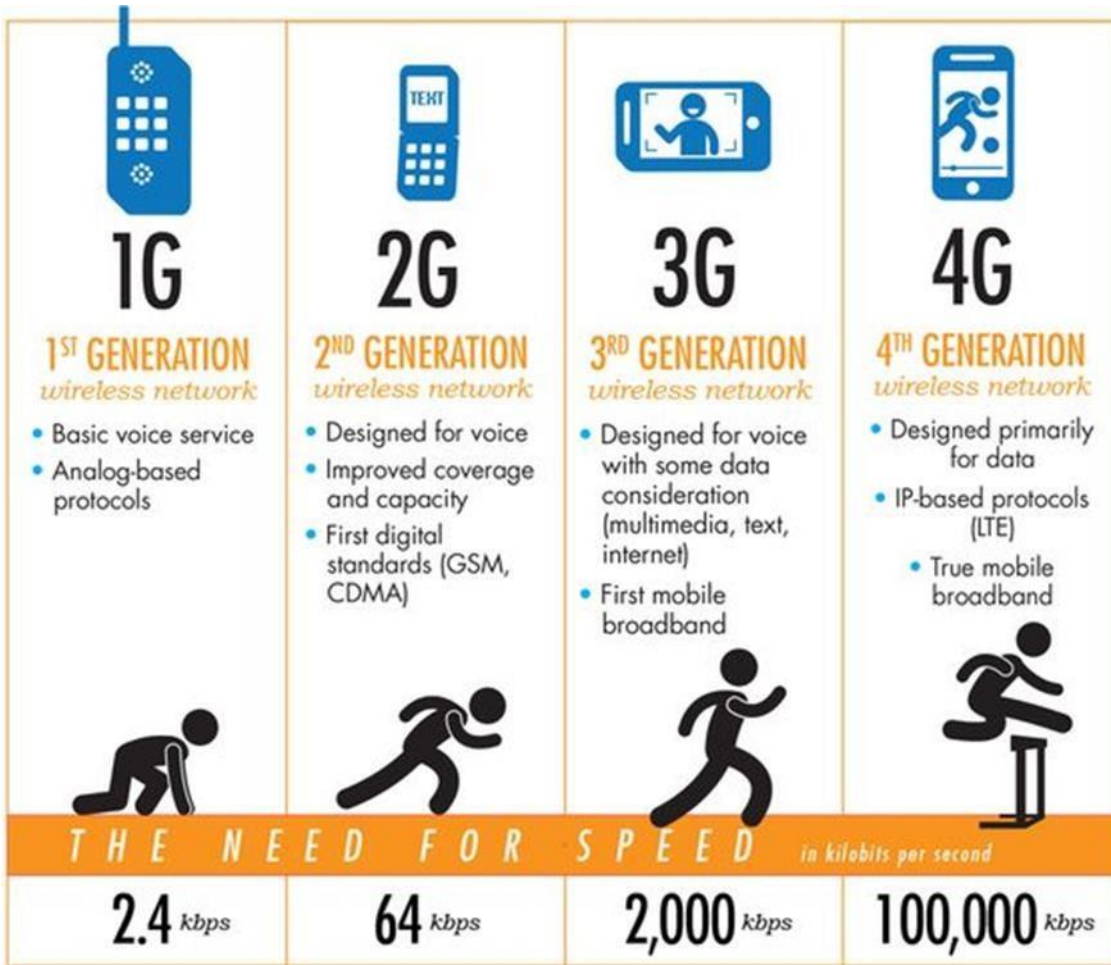 1G
1ST GENERATION
wireless network
• Basic voice service
• Analog-based
protocols
TEXT
2G
2ND GENERATION
wireless network
• Designed for voice
• Improved coverage
and capacity
• First digital
standards (GSM,
CDMA)
3G
3RD GENERATION
wireless network
• Designed for voice
with some data
consideration
(multimedia, text,
internet)
• First mobile
broadband
4G
4TH GENERATION
wireless network
• Designed primarily
for data
• IP-based protocols
(LTE)
• True mobile
broadband
THE NEED FOR SPEED in kilobits per second
2.4 kbps
64 kbps
2,000 kbps
100,000 kbps